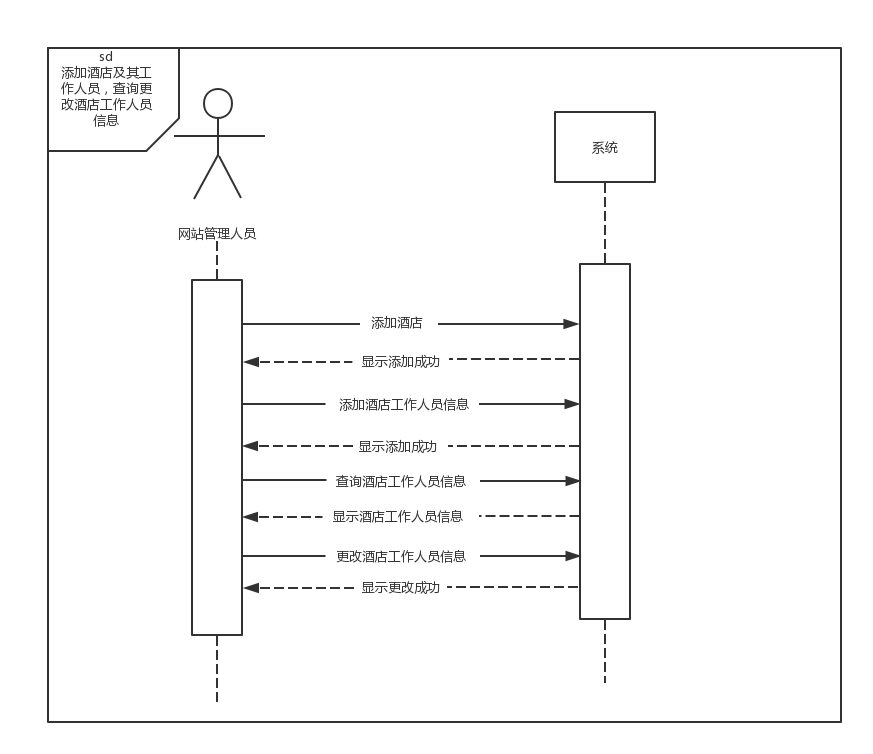 sd
添加酒店及其工
作人员，查询更
改酒店工作人员
信息
系统
网站管理人员
添加酒店
显示添加成功
添加酒店工作人员信息
显示添加成功
查询酒店工作人员信息
显示酒店工作人员信息
更改酒店工作人员信息
显示更改成功